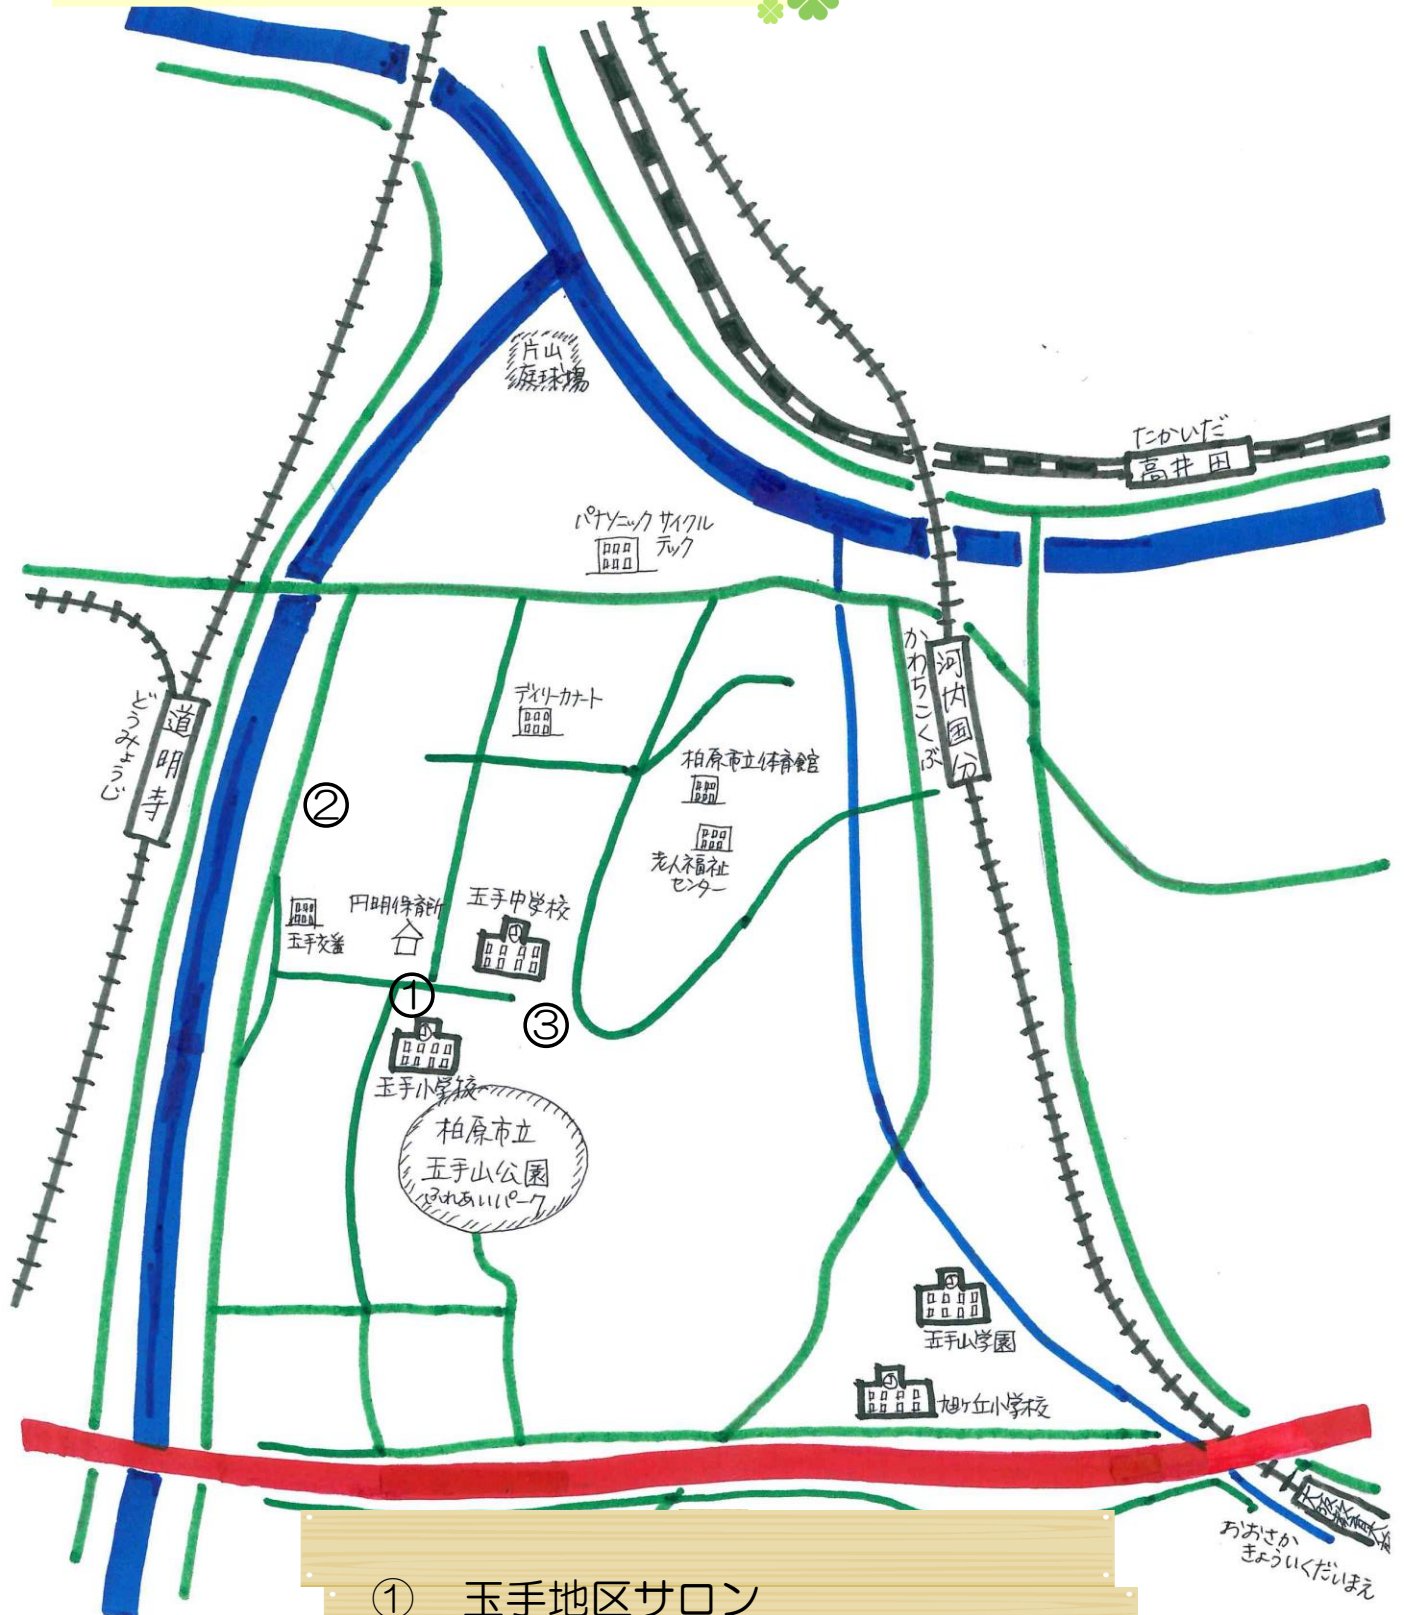 片山
庭球場
たかいだ
高井田
パナソニック サイクル
テック
かわちこくぶ
河内国分
デイリーカナート
どうみょうじ
道明寺
柏原市立体育館
②
老人福祉
センター
玉手交番
円明保育所
玉手中学校
①
③
玉手小学校
柏原市立
玉手山公園
ふれあいパーク
玉手山学園
旭ヶ丘小学校
おおさか
きょういくだいまえ
① 玉手地区サロン